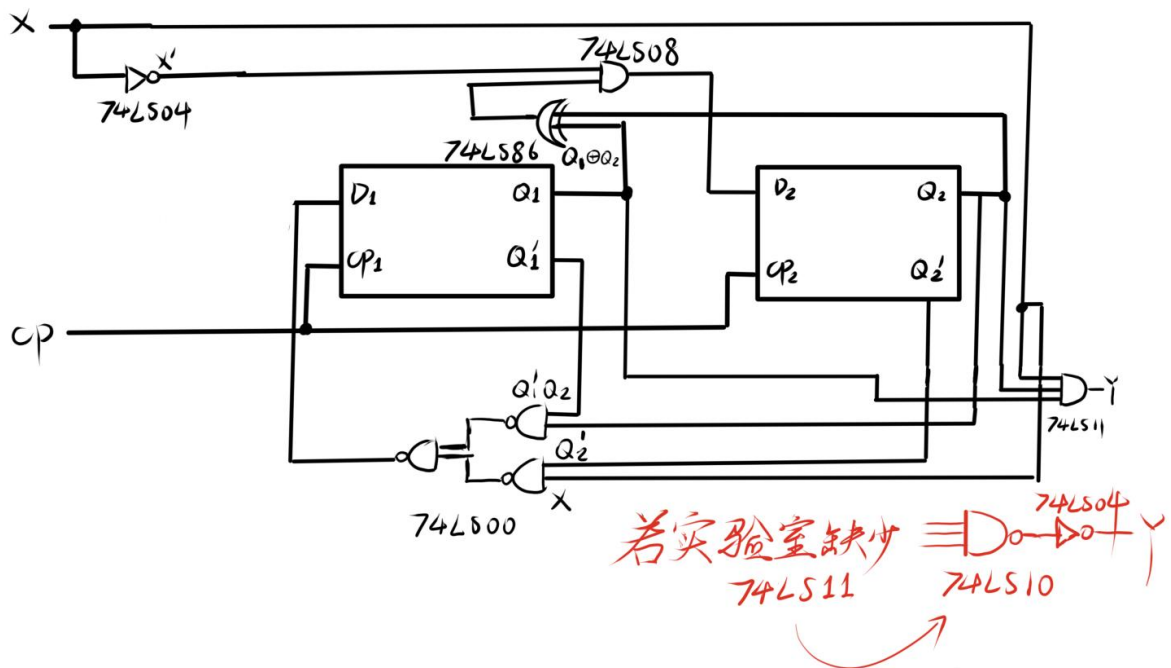 X
X'
74LS04
74LS08
74LS86
Q₁⊕Q₂
D₁
Q₁
CP₁
Q₁'
D₂
Q₂
CP₂
Q₂'
CP
Q₁'Q₂
Q₂'
X
74LS00
Y
74LS11
若实验室缺少
74LS11
74LS04
Y
74LS10